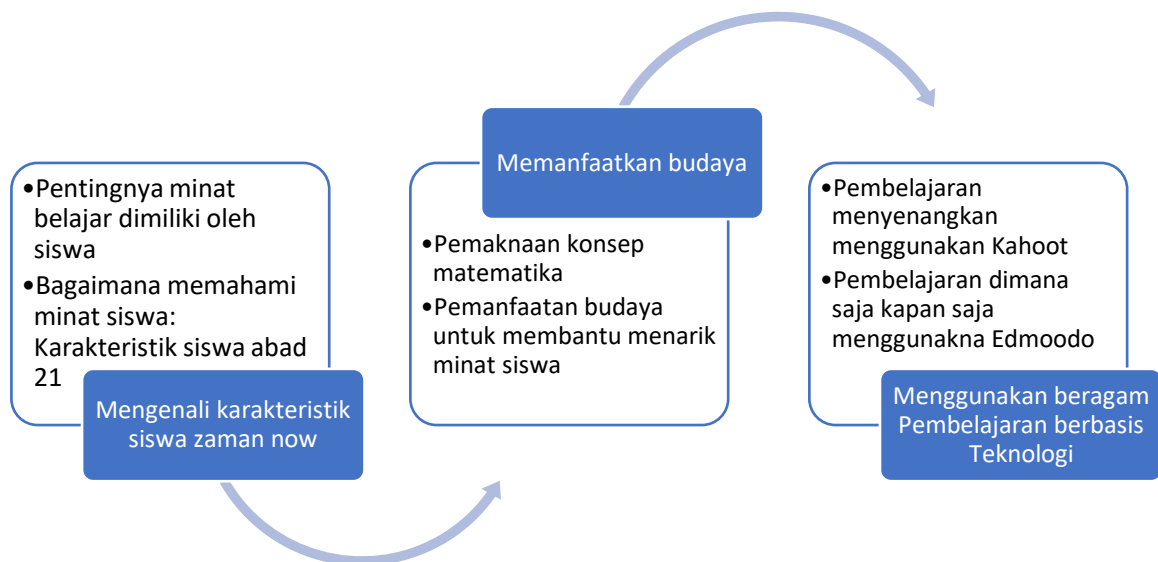 •Pentingnya minat
belajar dimiliki oleh
siswa
•Bagaimana memahami
minat siswa:
Karakteristik siswa abad
21
Mengenali karakteristik
siswa zaman now
Memanfaatkan budaya
•Pemaknaan konsep
matematika
•Pemanfaatan budaya
untuk membantu menarik
minat siswa
•Pembelajaran
menyenangkan
menggunakan Kahoot
•Pembelajaran dimana
saja kapan saja
menggunakna Edmoodo
Menggunakan beragam
Pembelajaran berbasis
Teknologi